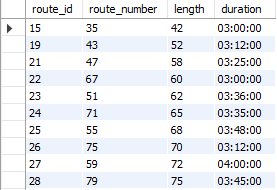 route_id route_number length duration
15 35 42 03:00:00
19 43 52 03:12:00
21 47 58 03:25:00
22 67 60 03:00:00
23 51 62 03:36:00
24 71 65 03:35:00
25 55 68 03:48:00
26 75 70 03:12:00
27 59 72 04:00:00
28 79 75 03:45:00